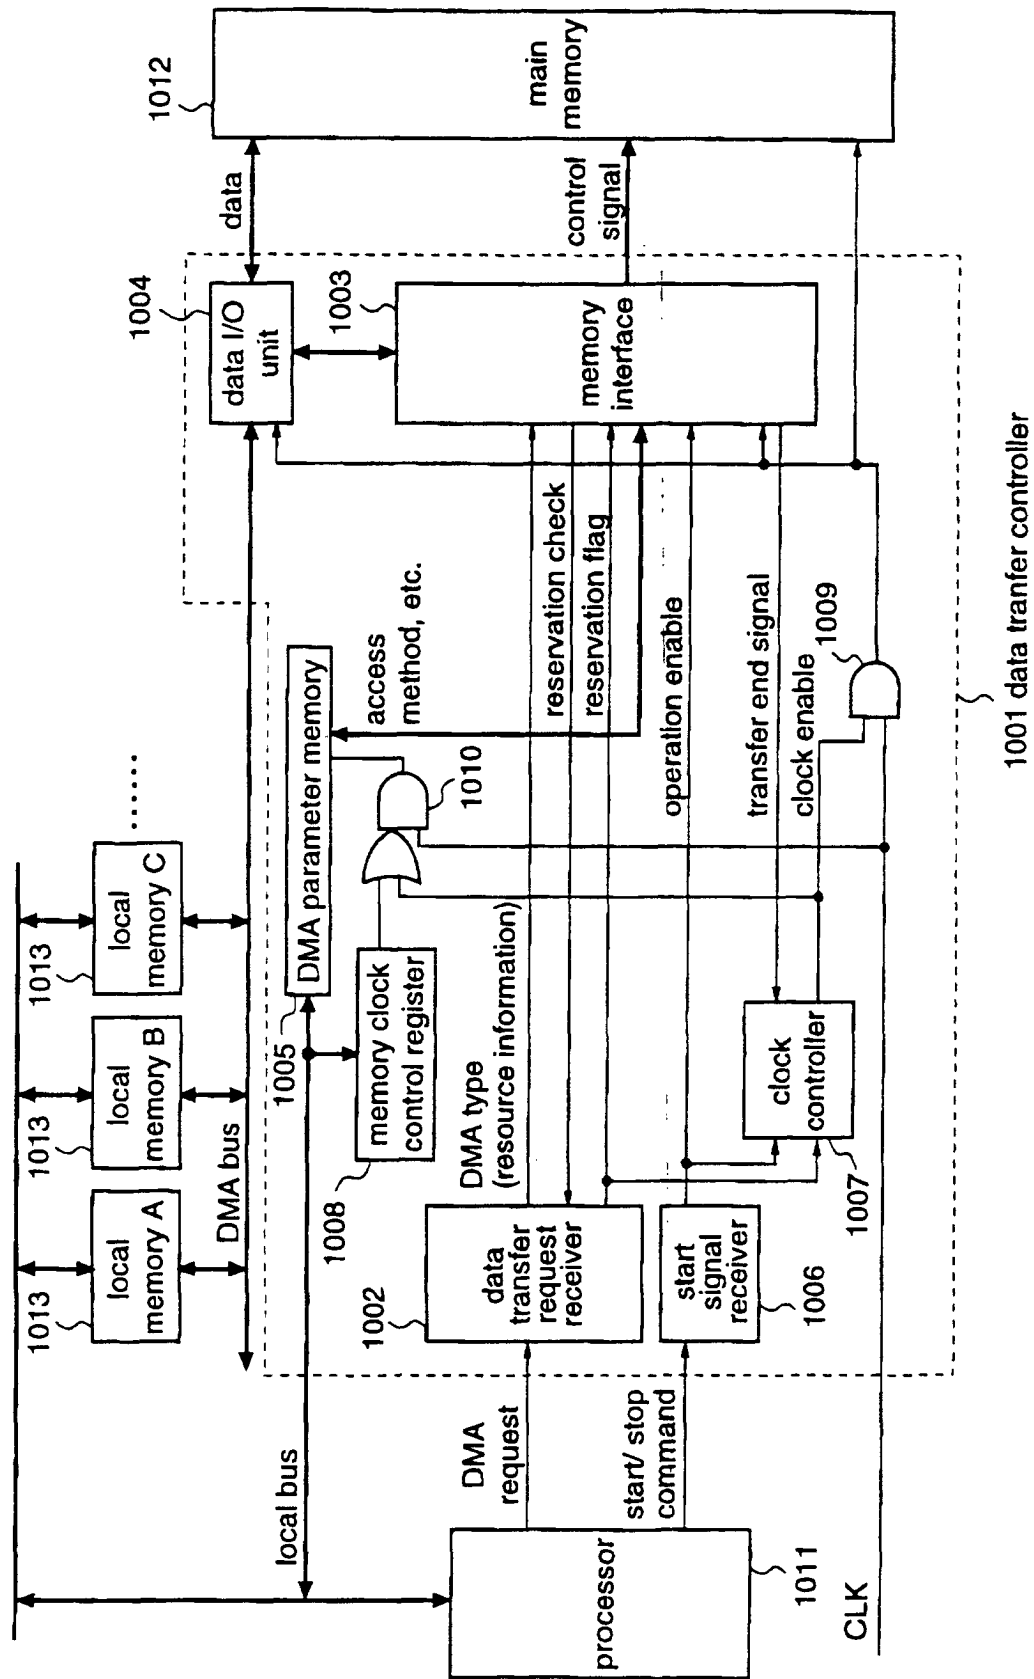 1013
local
memory A
1013
local
memory B
1013
local
memory C
......
DMA bus
local bus
1005
DMA parameter memory
1004
data I/O
unit
data
1012
main
memory
1008
memory clock
control register
1010
access
method, etc.
1003
memory
interface
control
signal
DMA
request
1002
data
transfer
request
receiver
DMA type
(resource information)
reservation check
reservation flag
processor
1011
start/ stop
command
start
signal
receiver
1006
operation enable
transfer end signal
clock enable
clock
controller
1007
1009
CLK
1001 data tranfer controller